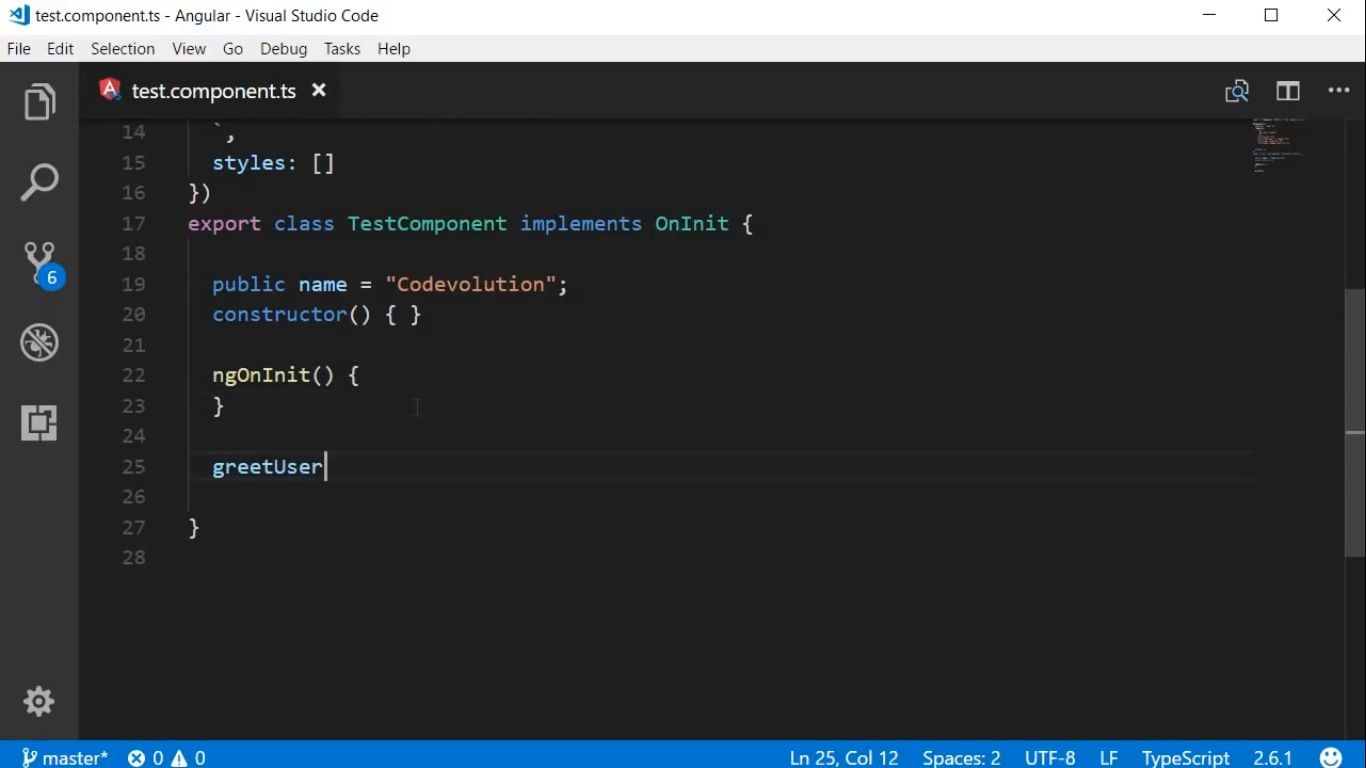 test.component.ts - Angular - Visual Studio Code
File Edit Selection View Go Debug Tasks Help
test.component.ts
14 `,
15 styles: []
16 })
17 export class TestComponent implements OnInit {
18
19 public name = "Codevolution";
20 constructor() { }
21
22 ngOnInit() {
23 }
24
25 greetUser
26
27 }
28
6
master* 0 0 Ln 25, Col 12 Spaces: 2 UTF-8 LF TypeScript 2.6.1